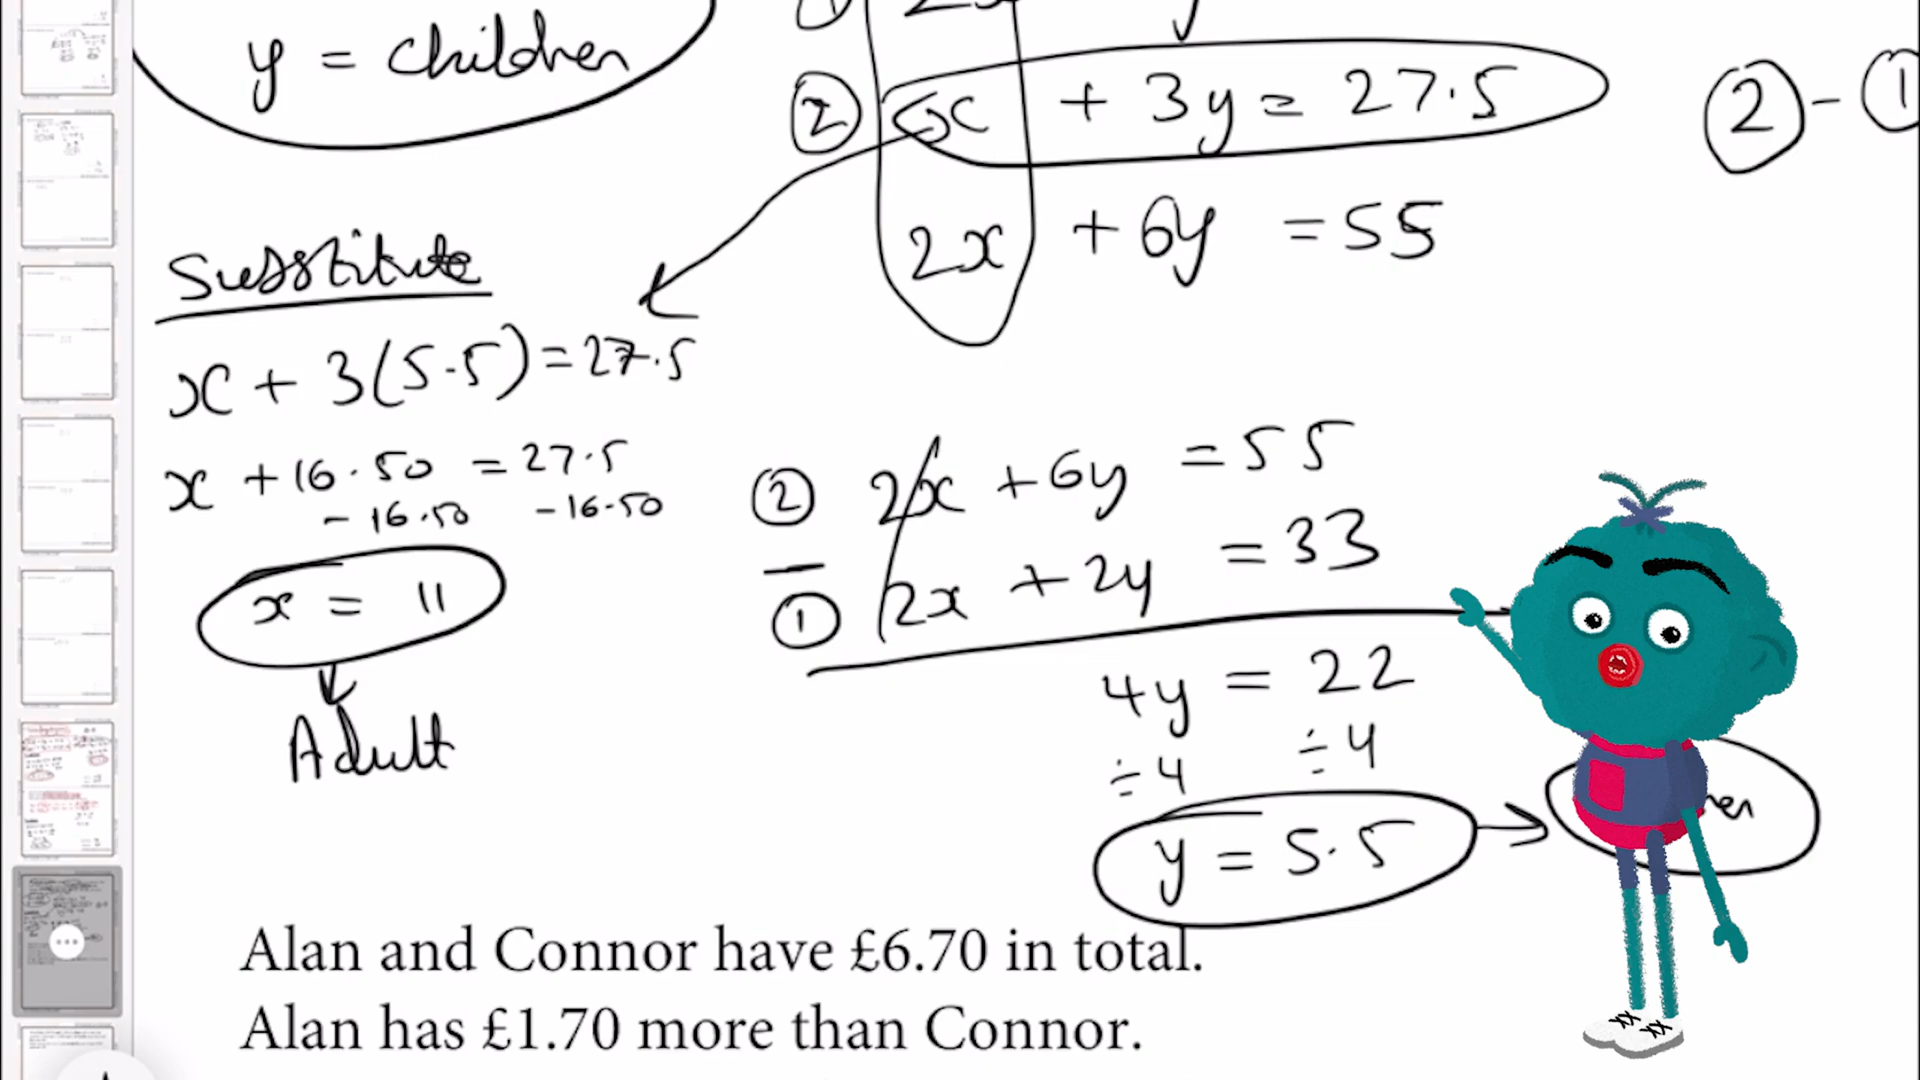 y = children
① 2x y
② x + 3y = 27.5
② - ①
2x + 6y = 55
Substitute
x + 3(5.5) = 27.5
x + 16.50 = 27.5
- 16.50 - 16.50
x = 11
Adult
② 2x + 6y = 55
－
① 2x + 2y = 33
4y = 22
÷4 ÷4
y = 5.5
Alan and Connor have £6.70 in total.
Alan has £1.70 more than Connor.